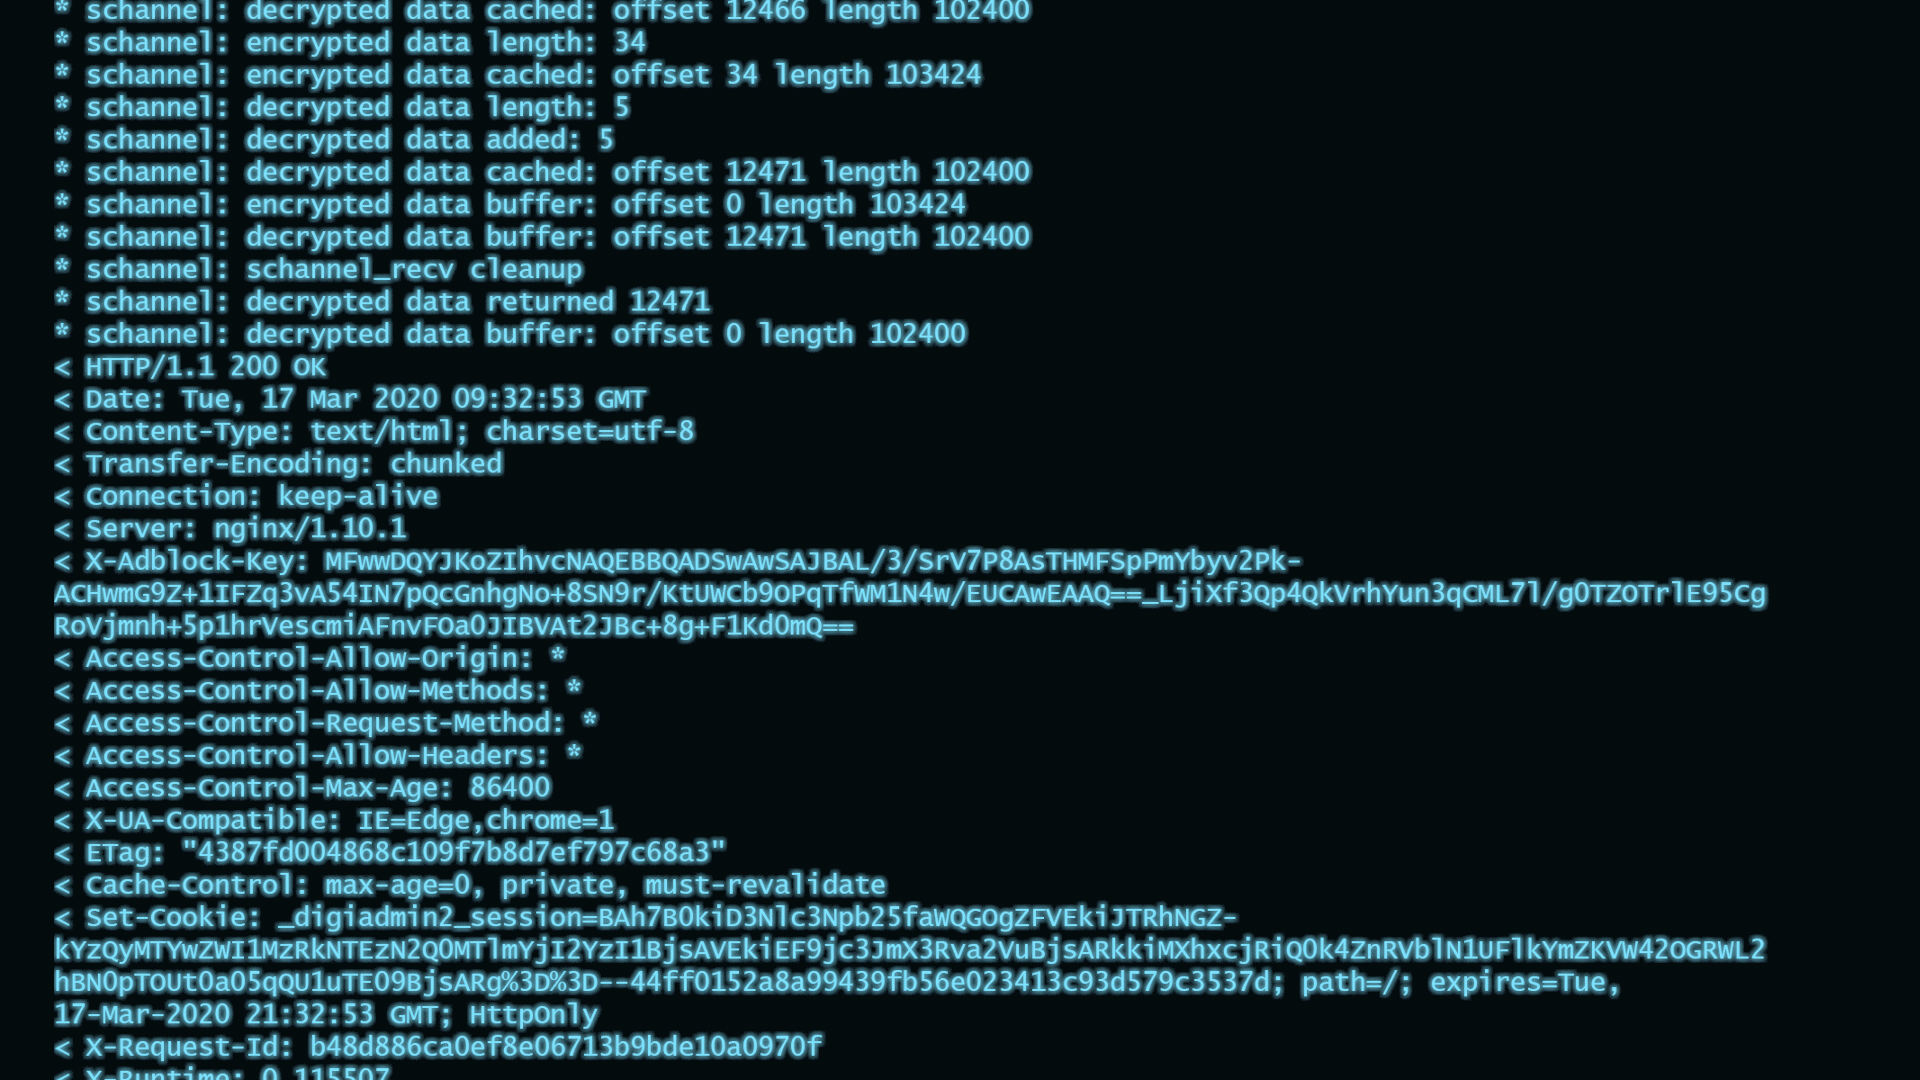 * schannel: decrypted data cached: offset 12466 length 102400
* schannel: encrypted data length: 34
* schannel: encrypted data cached: offset 34 length 103424
* schannel: decrypted data length: 5
* schannel: decrypted data added: 5
* schannel: decrypted data cached: offset 12471 length 102400
* schannel: encrypted data buffer: offset 0 length 103424
* schannel: decrypted data buffer: offset 12471 length 102400
* schannel: schannel_recv cleanup
* schannel: decrypted data returned 12471
* schannel: decrypted data buffer: offset 0 length 102400
< HTTP/1.1 200 OK
< Date: Tue, 17 Mar 2020 09:32:53 GMT
< Content-Type: text/html; charset=utf-8
< Transfer-Encoding: chunked
< Connection: keep-alive
< Server: nginx/1.10.1
< X-Adblock-Key: MFwwDQYJKoZIhvcNAQEBBQADSwAwSAJBAL/3/SrV7P8AsTHMFSpPmYbyv2Pk-
ACHwmG9Z+1IFZq3vA54IN7pQcGnhgNo+8SN9r/KtUWCb9OPqTfWM1N4w/EUCAwEAAQ==_LjiXf3Qp4QkVrhYun3qCML7l/g0TZOTrlE95Cg
RoVjmnh+5p1hrVescmiAFnvFOa0JIBVAt2JBc+8g+F1Kd0mQ==
< Access-Control-Allow-Origin: *
< Access-Control-Allow-Methods: *
< Access-Control-Request-Method: *
< Access-Control-Allow-Headers: *
< Access-Control-Max-Age: 86400
< X-UA-Compatible: IE=Edge,chrome=1
< ETag: "4387fd004868c109f7b8d7ef797c68a3"
< Cache-Control: max-age=0, private, must-revalidate
< Set-Cookie: _digiadmin2_session=BAh7B0kiD3Nlc3Npb25faWQGOgZFVEkiJTRhNGZ-
kYzQyMTYwZWI1MzRkNTEzN2Q0MTlmYjI2YzI1BjsAVEkiEF9jc3JmX3Rva2VuBjsARkkiMXhxcjRiQ0k4ZnRVblN1UFlkYmZKVW42OGRWL2
hBN0pTOUt0a05qQU1uTE09BjsARg%3D%3D--44ff0152a8a99439fb56e023413c93d579c3537d; path=/; expires=Tue,
17-Mar-2020 21:32:53 GMT; HttpOnly
< X-Request-Id: b48d886ca0ef8e06713b9bde10a0970f
< X-Runtime: 0.115507